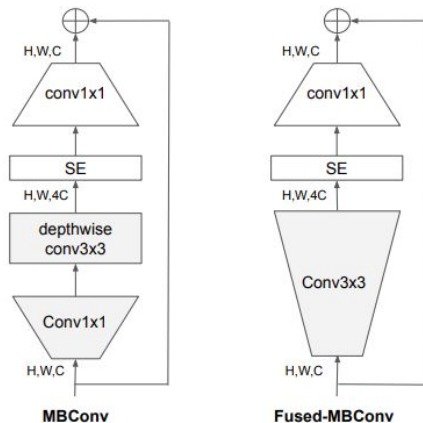 H,W,C
conv1x1
SE
H,W,4C
depthwise
conv3x3
Conv1x1
H,W,C
MBConv
H,W,C
conv1x1
SE
H,W,4C
Conv3x3
H,W,C
Fused-MBConv